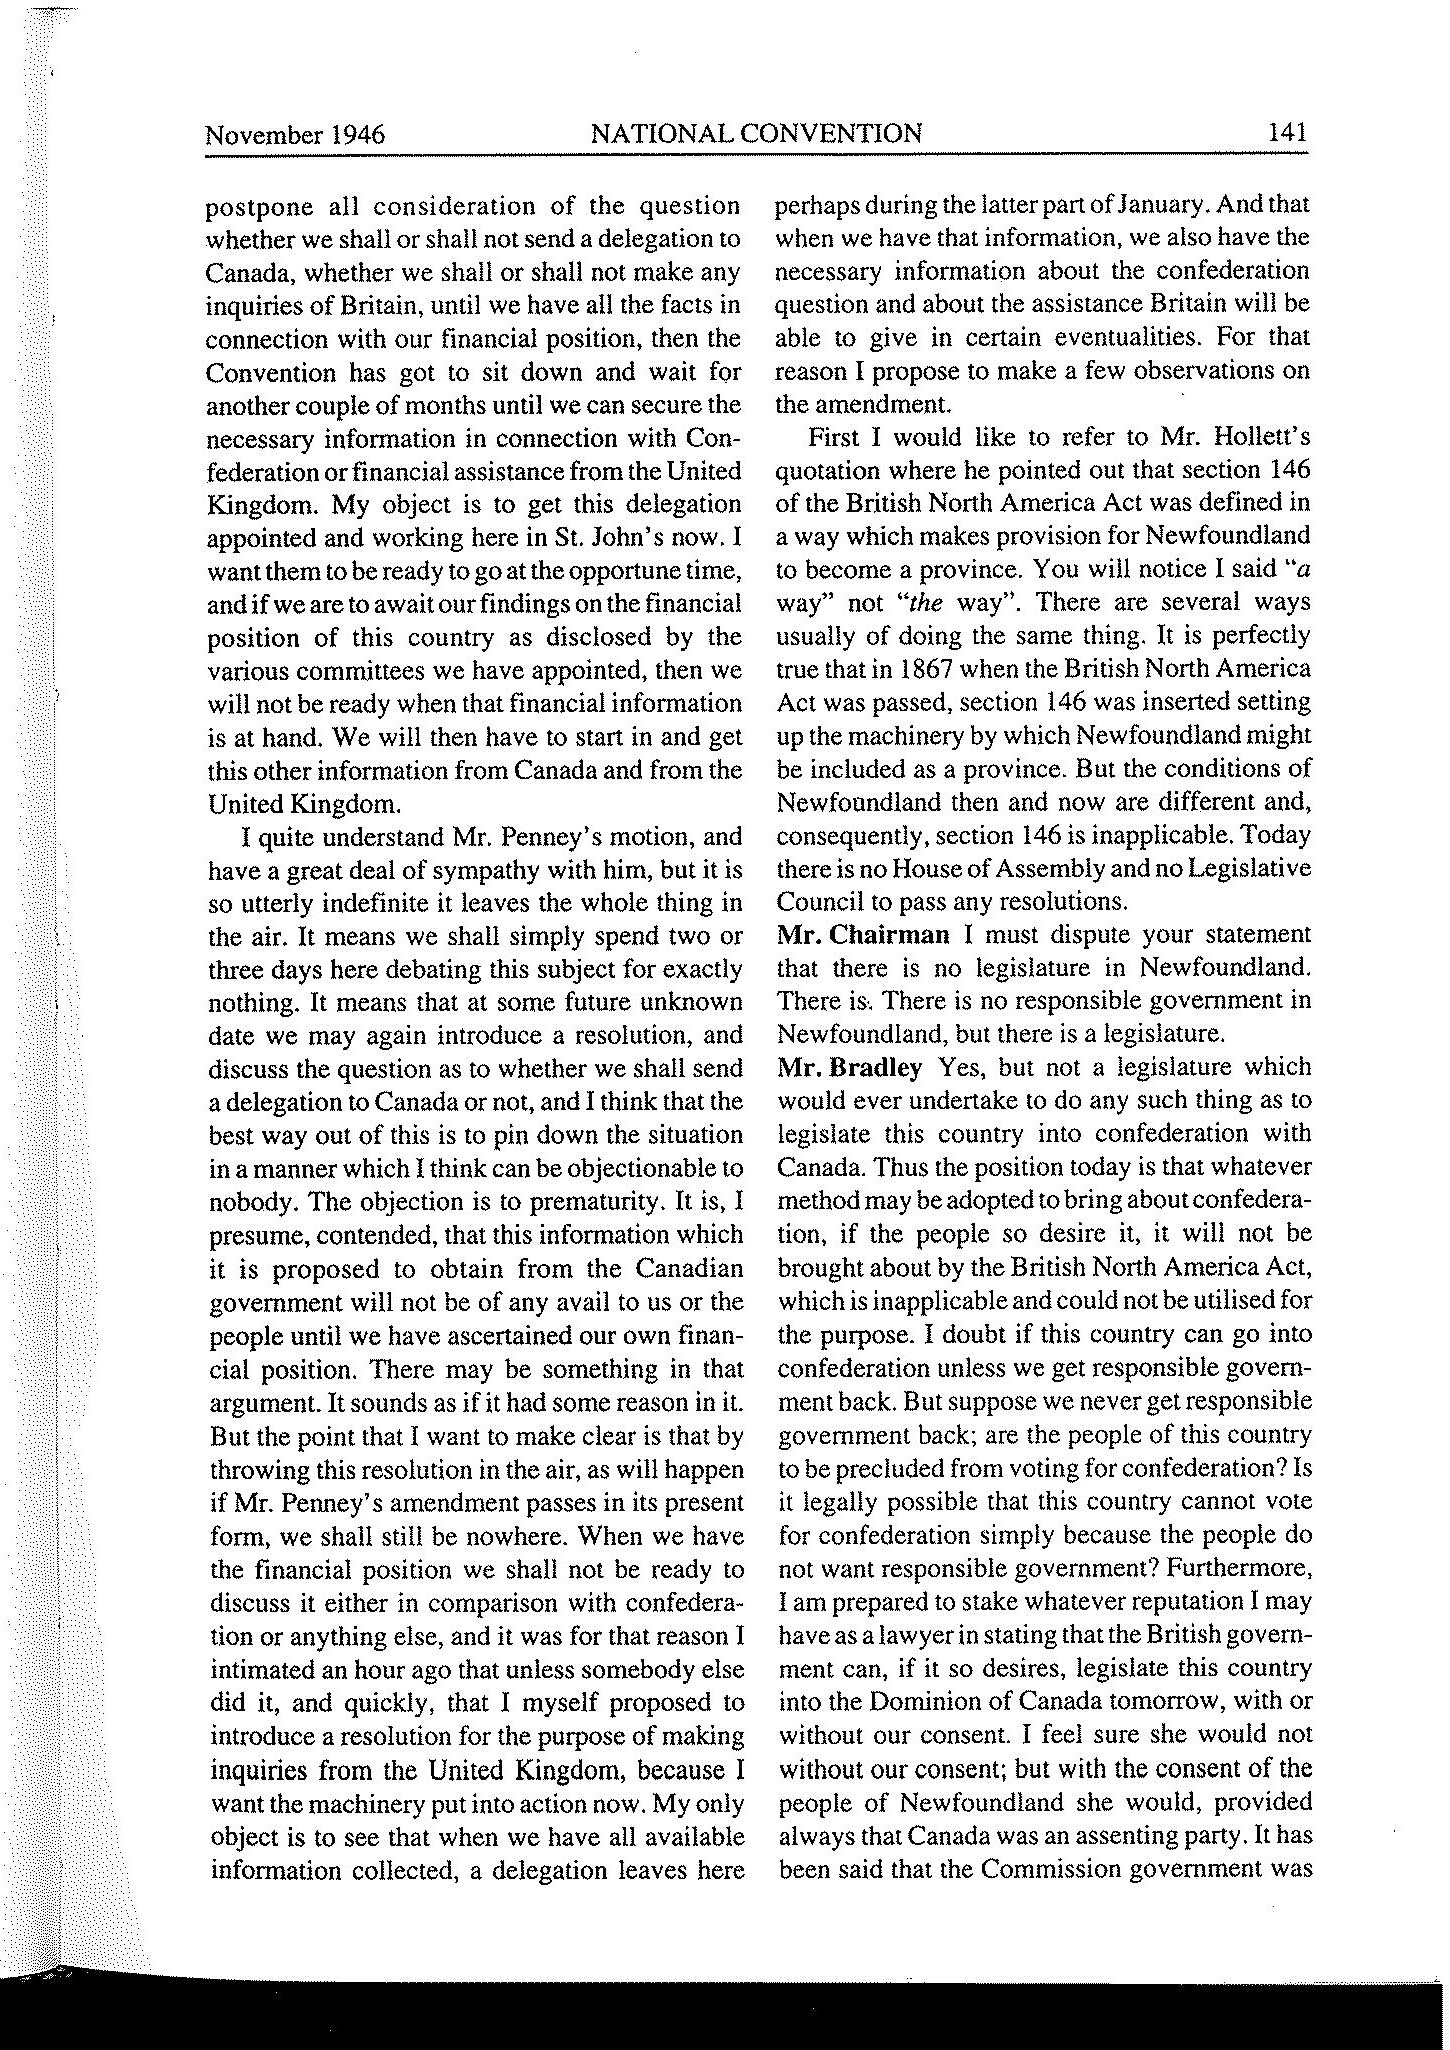 November 1946 NATIONAL CONVENTION 141
postpone all consideration of the question
whether we shall or shall not send a delegation to
Canada, whether we shall or shall not make any
inquiries of Britain, until we have all the facts in
connection with our financial position, then the
Convention has got to sit down and wait for
another couple of months until we can secure the
necessary information in connection with Con-
federation or financial assistance from the United
Kingdom. My object is to get this delegation
appointed and working here in St. John's now. I
want them to be ready to go at the opportune time,
and if we are to await our findings on the financial
position of this country as disclosed by the
various committees we have appointed, then we
will not be ready when that financial information
is at hand. We will then have to start in and get
this other information from Canada and from the
United Kingdom.
I quite understand Mr. Penney's motion, and
have a great deal of sympathy with him, but it is
so utterly indefinite it leaves the whole thing in
the air. It means we shall simply spend two or
three days here debating this subject for exactly
nothing. It means that at some future unknown
date we may again introduce a resolution, and
discuss the question as to whether we shall send
a delegation to Canada or not, and I think that the
best way out of this is to pin down the situation
in a manner which I think can be objectionable to
nobody. The objection is to prematurity. It is, I
presume, contended, that this information which
it is proposed to obtain from the Canadian
government will not be of any avail to us or the
people until we have ascertained our own finan-
cial position. There may be something in that
argument. It sounds as if it had some reason in it.
But the point that I want to make clear is that by
throwing this resolution in the air, as will happen
if Mr. Penney's amendment passes in its present
form, we shall still be nowhere. When we have
the financial position we shall not be ready to
discuss it either in comparison with confedera-
tion or anything else, and it was for that reason I
intimated an hour ago that unless somebody else
did it, and quickly, that I myself proposed to
introduce a resolution for the purpose of making
inquiries from the United Kingdom, because I
want the machinery put into action now. My only
object is to see that when we have all available
information collected, a delegation leaves here
perhaps during the latter part of January. And that
when we have that information, we also have the
necessary information about the confederation
question and about the assistance Britain will be
able to give in certain eventualities. For that
reason I propose to make a few observations on
the amendment.
First I would like to refer to Mr. Hollett's
quotation where he pointed out that section 146
of the British North America Act was defined in
a way which makes provision for Newfoundland
to become a province. You will notice I said "a
way" not "the way". There are several ways
usually of doing the same thing. It is perfectly
true that in 1867 when the British North America
Act was passed, section 146 was inserted setting
up the machinery by which Newfoundland might
be included as a province. But the conditions of
Newfoundland then and now are different and,
consequently, section 146 is inapplicable. Today
there is no House of Assembly and no Legislative
Council to pass any resolutions.
Mr. Chairman I must dispute your statement
that there is no legislature in Newfoundland.
There is. There is no responsible government in
Newfoundland, but there is a legislature.
Mr. Bradley Yes, but not a legislature which
would ever undertake to do any such thing as to
legislate this country into confederation with
Canada. Thus the position today is that whatever
method may be adopted to bring about confedera-
tion, if the people so desire it, it will not be
brought about by the British North America Act,
which is inapplicable and could not be utilised for
the purpose. I doubt if this country can go into
confederation unless we get responsible govern-
ment back. But suppose we never get responsible
government back; are the people of this country
to be precluded from voting for confederation? Is
it legally possible that this country cannot vote
for confederation simply because the people do
not want responsible government? Furthermore,
I am prepared to stake whatever reputation I may
have as a lawyer in stating that the British govern-
ment can, if it so desires, legislate this country
into the Dominion of Canada tomorrow, with or
without our consent. I feel sure she would not
without our consent; but with the consent of the
people of Newfoundland she would, provided
always that Canada was an assenting party. It has
been said that the Commission government was